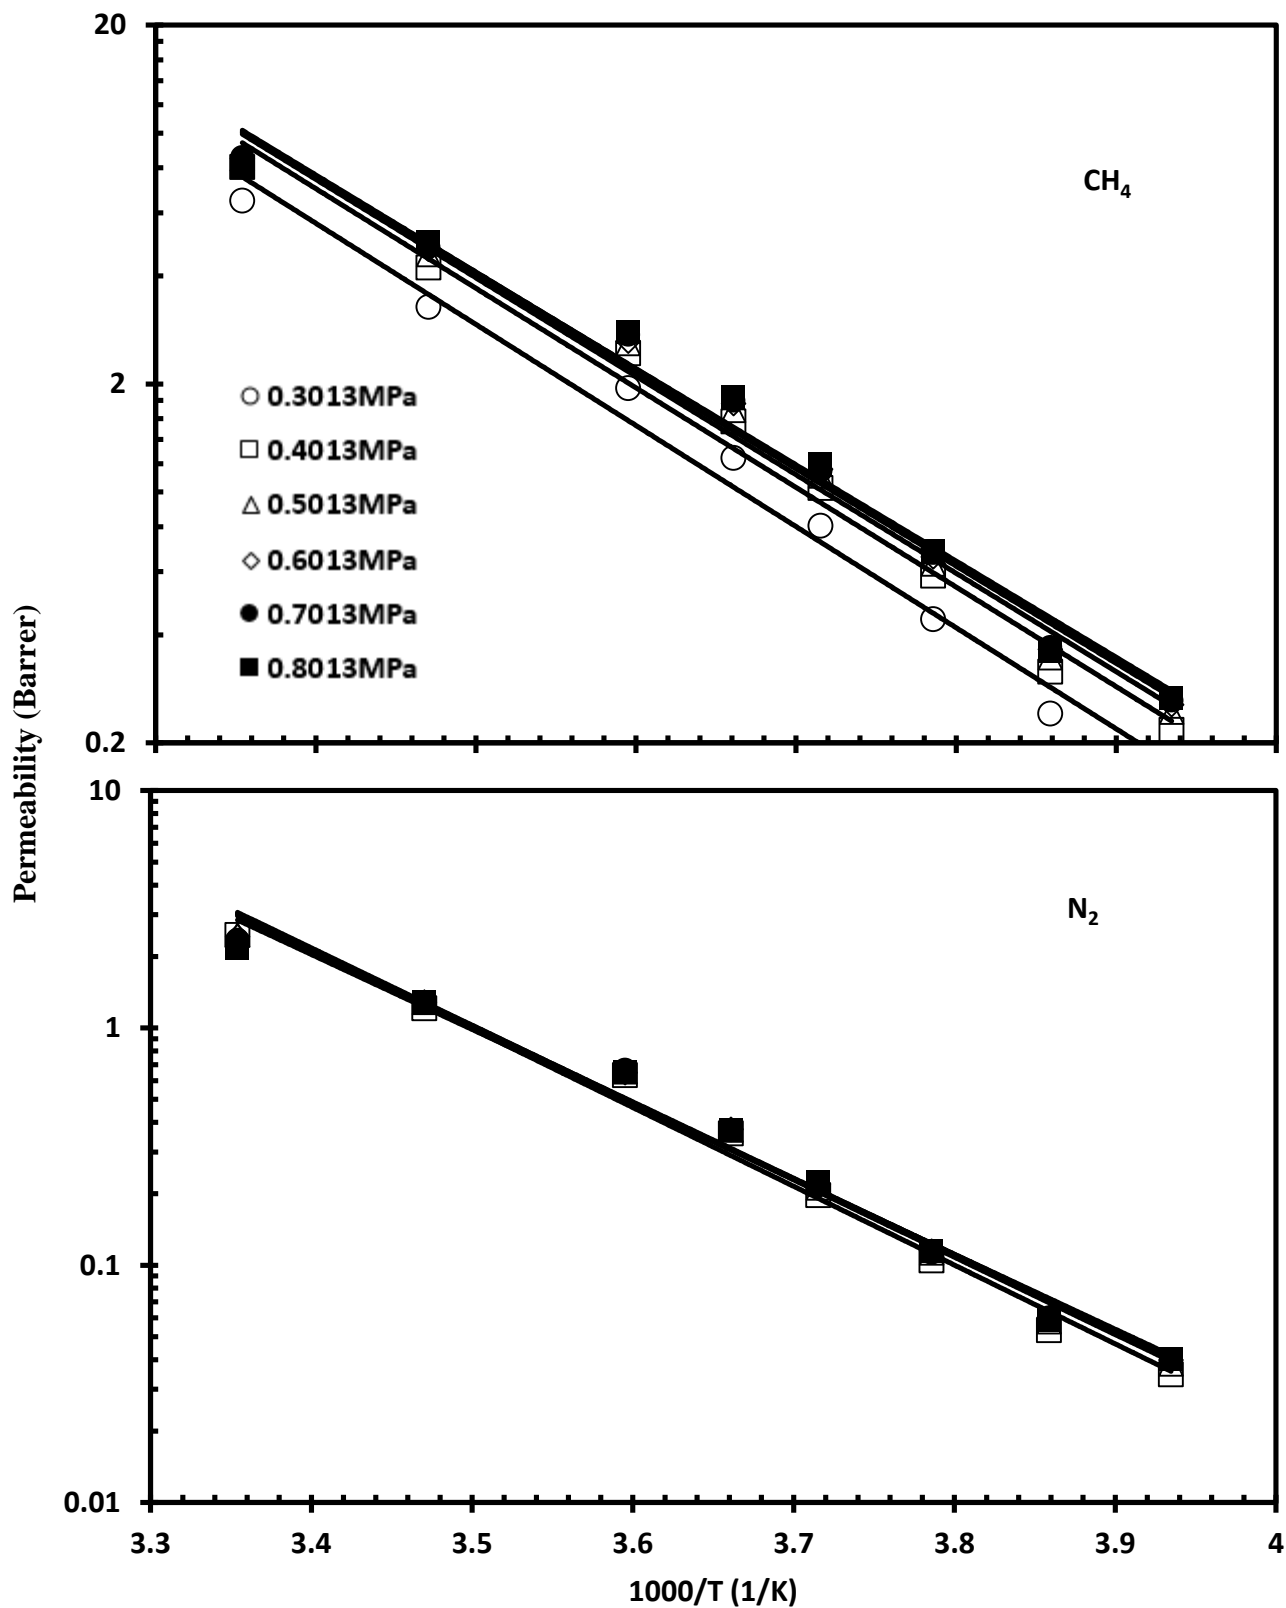 20
CH4
2
0.3013MPa
0.4013MPa
0.5013MPa
0.6013MPa
0.7013MPa
0.8013MPa
0.2
Permeability (Barrer)
10
N2
1
0.1
0.01
3.3 3.4 3.5 3.6 3.7 3.8 3.9 4
1000/T (1/K)